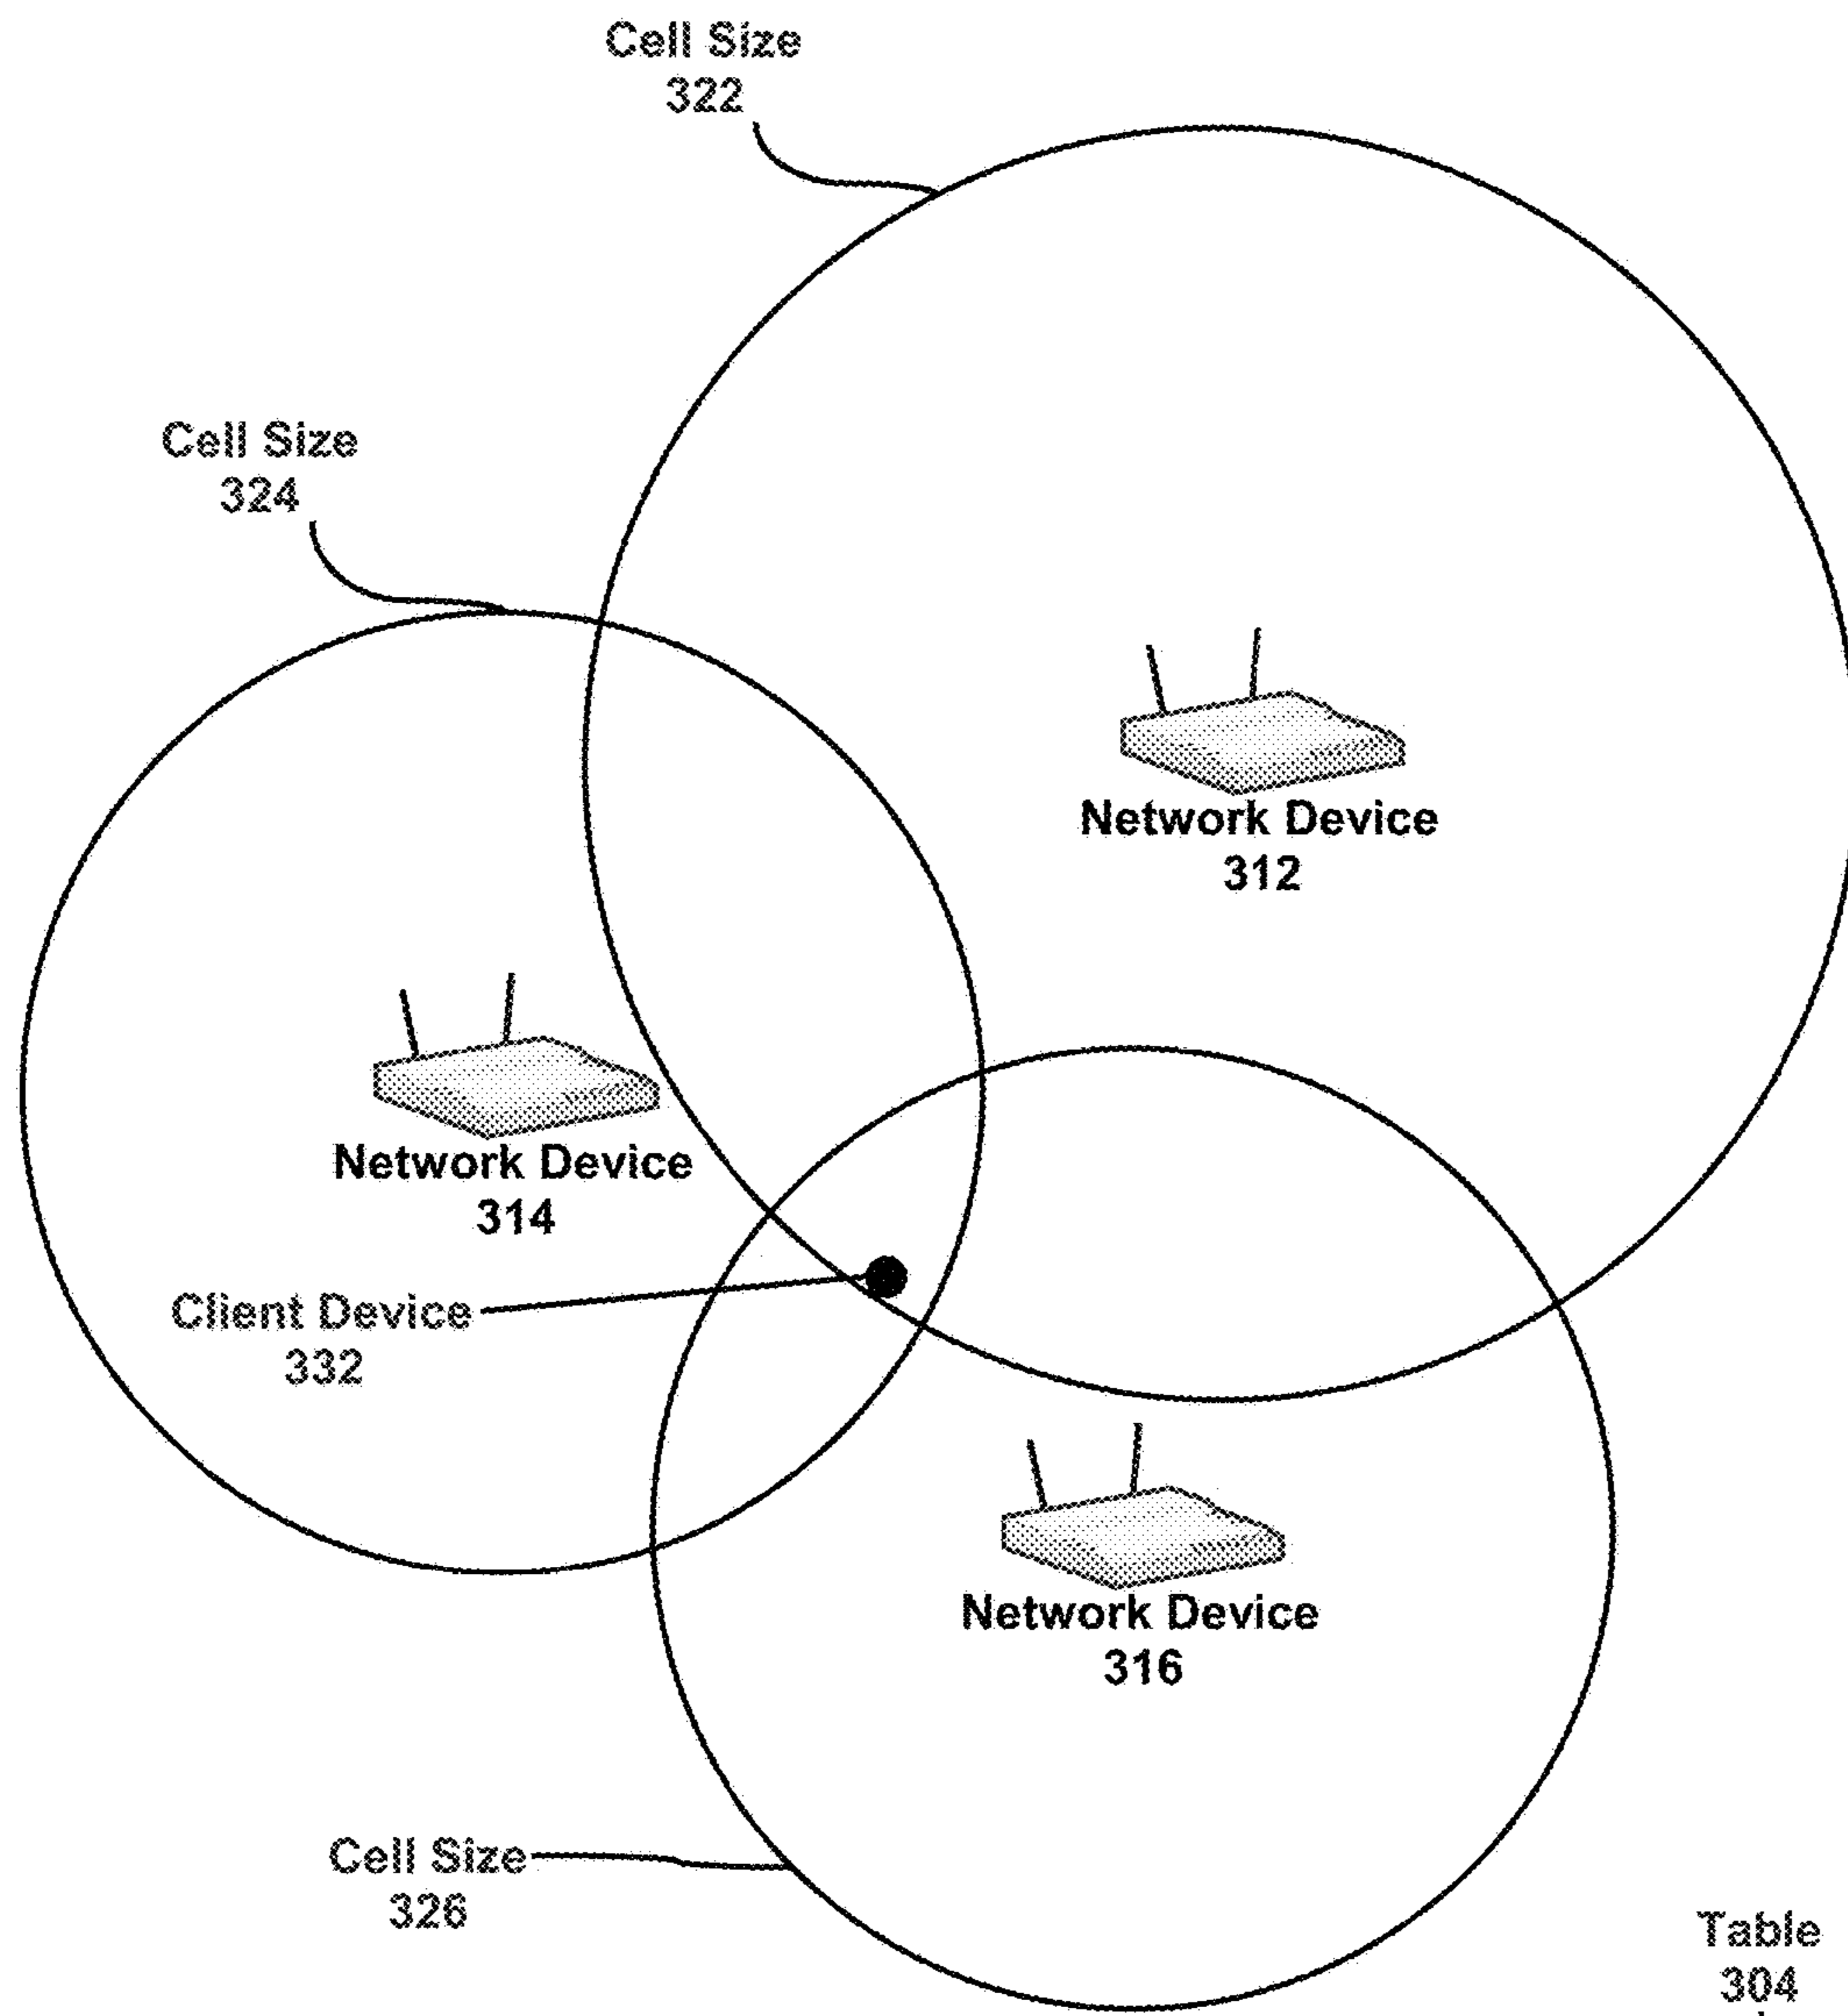 Cell Size
322
Cell Size
324
Network Device
312
Network Device
314
Client Device
332
Network Device
316
Cell Size
326
Table
304